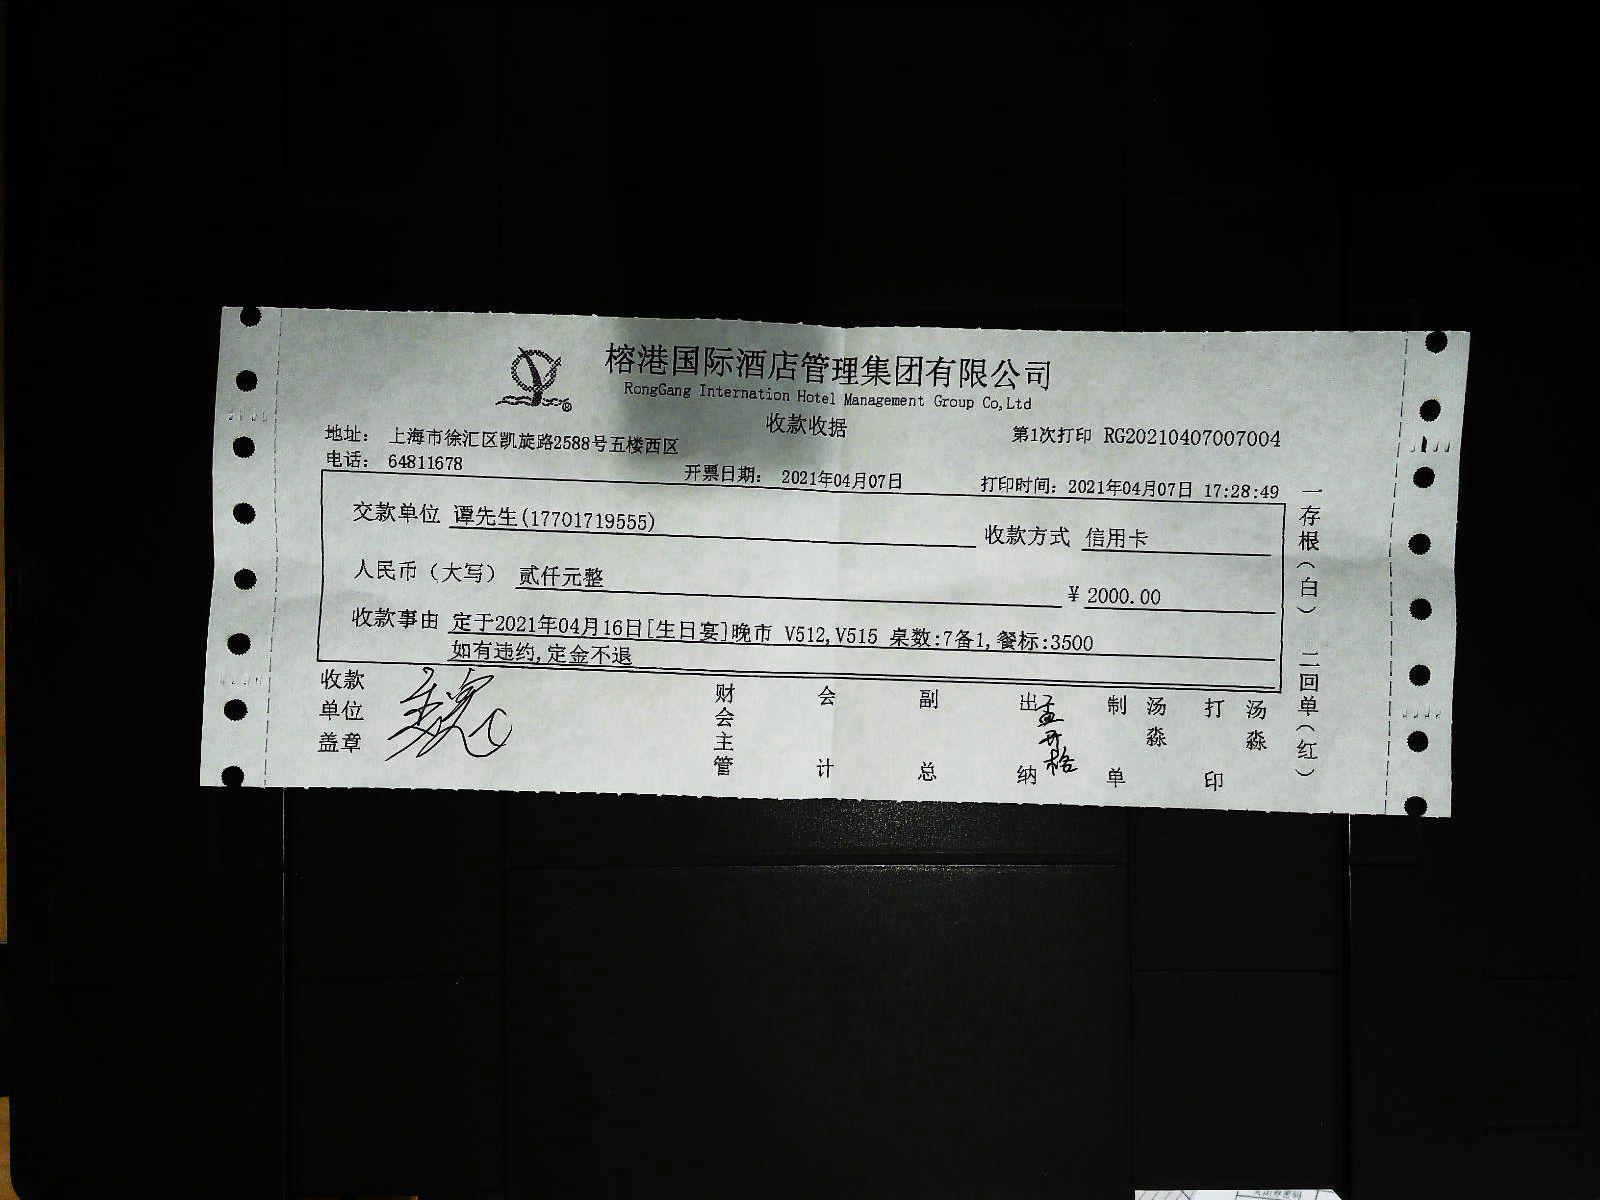 榕港国际酒店管理集团有限公司
RongGang Internation Hotel Management Group Co,Ltd
收款收据
地址： 上海市徐汇区凯旋路2588号五楼西区
第1次打印 RG20210407007004
电话： 64811678
开票日期： 2021年04月07日
打印时间：2021年04月07日 17:28:49
交款单位 谭先生(17701719555)
收款方式 信用卡
人民币（大写） 贰仟元整
¥ 2000.00
收款事由 定于2021年04月16日[生日宴]晚市 V512,V515 桌数:7备1,餐标:3500
如有违约,定金不退
收款单位盖章
财会主管
会计
副总
出纳 孟开格
制单 汤淼
打印 汤淼
一存根（白） 二回单（红）